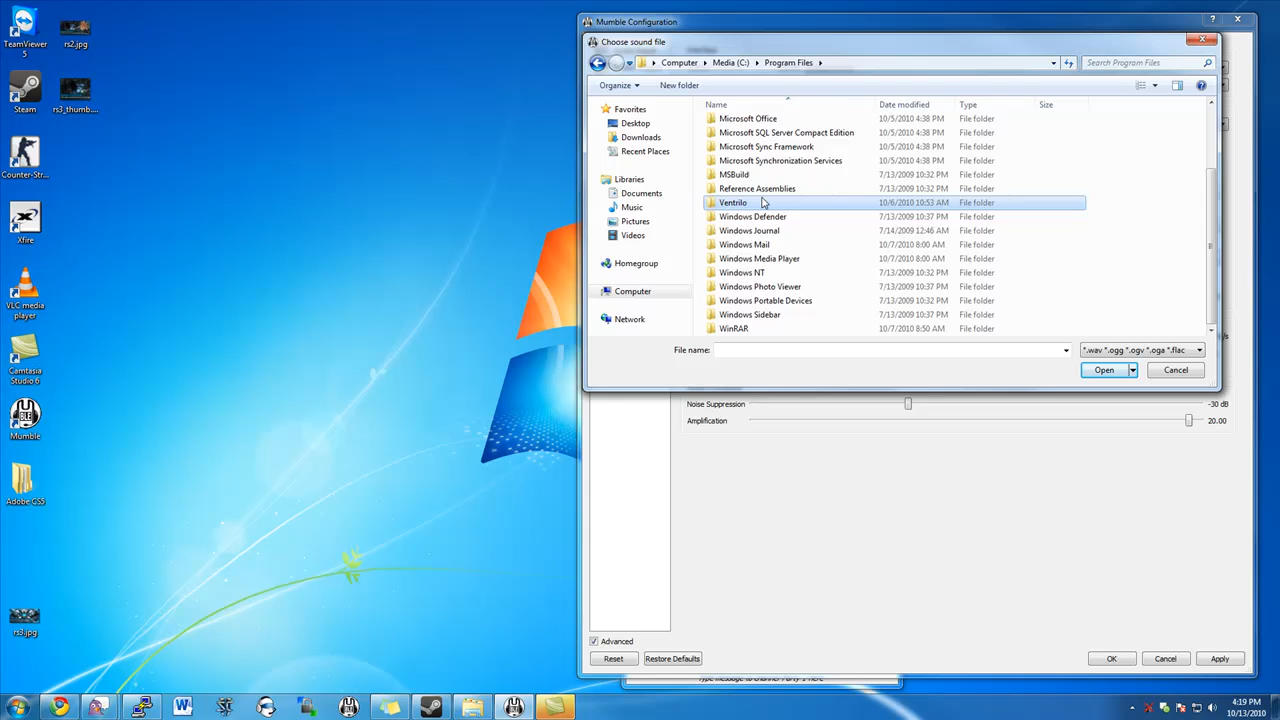 TeamViewer
5
rs2.jpg
Steam
rs3_thumb....
Counter-Str...
Xfire
VLC media
player
Camtasia
Studio 6
Mumble
Adobe CS5
rs3.jpg
Mumble Configuration
?
Choose sound file
Computer
Media (C:)
Program Files
Search Program Files
Organize
New folder
Name
Date modified
Type
Size
Favorites
Desktop
Downloads
Recent Places
Libraries
Documents
Music
Pictures
Videos
Homegroup
Computer
Network
Microsoft Office 10/5/2010 4:38 PM File folder
Microsoft SQL Server Compact Edition 10/5/2010 4:38 PM File folder
Microsoft Sync Framework 10/5/2010 4:38 PM File folder
Microsoft Synchronization Services 10/5/2010 4:38 PM File folder
MSBuild 7/13/2009 10:32 PM File folder
Reference Assemblies 7/13/2009 10:32 PM File folder
Ventrilo 10/6/2010 10:53 AM File folder
Windows Defender 7/13/2009 10:37 PM File folder
Windows Journal 7/14/2009 12:46 AM File folder
Windows Mail 10/7/2010 8:00 AM File folder
Windows Media Player 10/7/2010 8:00 AM File folder
Windows NT 7/13/2009 10:32 PM File folder
Windows Photo Viewer 7/13/2009 10:37 PM File folder
Windows Portable Devices 7/13/2009 10:32 PM File folder
Windows Sidebar 7/13/2009 10:37 PM File folder
WinRAR 10/7/2010 8:50 AM File folder
File name:
*.wav *.ogg *.ogv *.oga *.flac
Open
Cancel
Noise Suppression -30 dB
Amplification 20.00
Advanced
Reset
Restore Defaults
OK
Cancel
Apply
Type message to channel 'Party 1' here
4:19 PM
10/13/2010